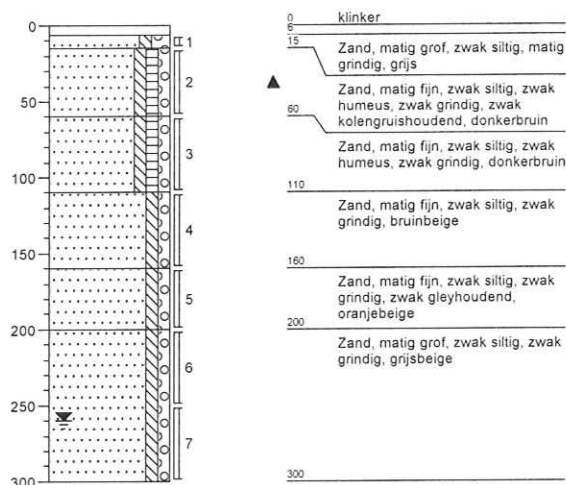 0
50
100
150
200
250
300
1
2
3
4
5
6
7
0 klinker
6
15
Zand, matig grof, zwak siltig, matig
grindig, grijs
Zand, matig fijn, zwak siltig, zwak
humeus, zwak grindig, zwak
60
kolengruishoudend, donkerbruin
Zand, matig fijn, zwak siltig, zwak
humeus, zwak grindig, donkerbruin
110
Zand, matig fijn, zwak siltig, zwak
grindig, bruinbeige
160
Zand, matig fijn, zwak siltig, zwak
grindig, zwak gleyhoudend,
oranjebeige
200
Zand, matig grof, zwak siltig, zwak
grindig, grijsbeige
300